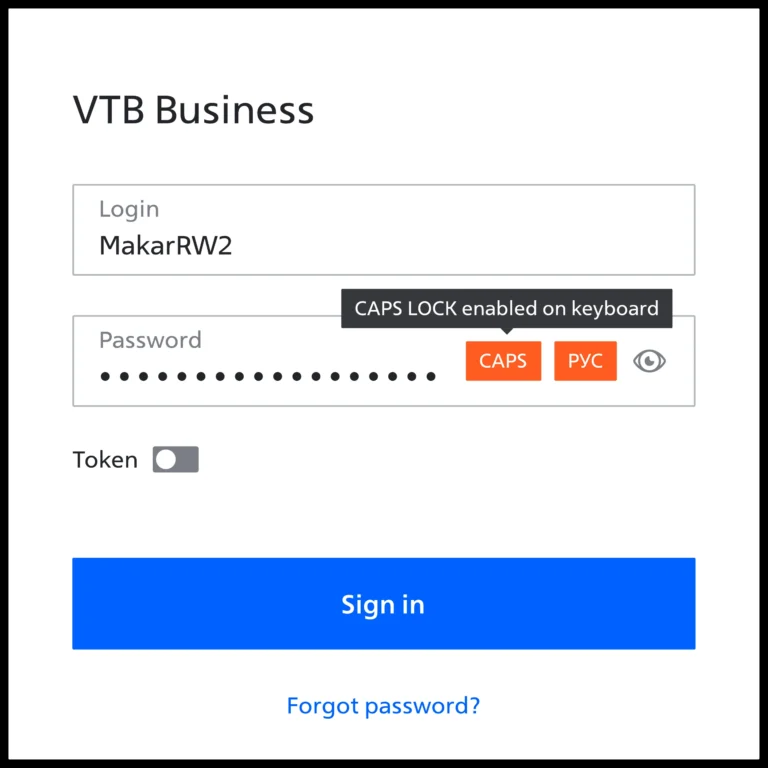 VTB Business
Login
MakarRW2
CAPS LOCK enabled on keyboard
Password
CAPS РУС
••••••••••••••••••
Token
Sign in
Forgot password?